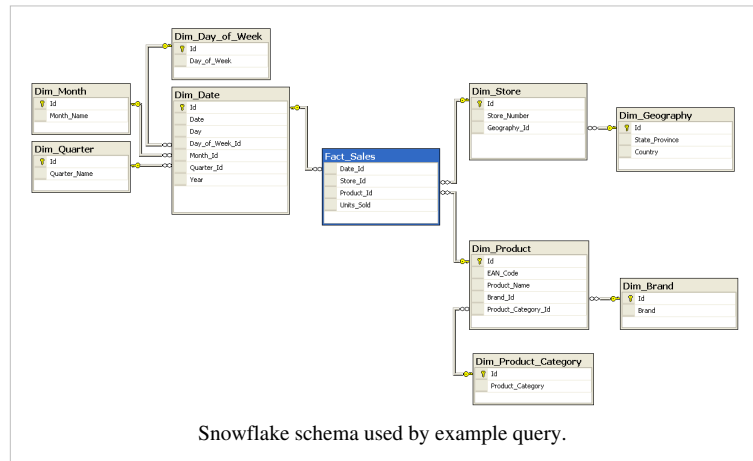 Dim_Day_of_Week
Id
Day_of_Week
Dim_Month
Id
Month_Name
Dim_Quarter
Id
Quarter_Name
Dim_Date
Id
Date
Day
Day_of_Week_Id
Month_Id
Quarter_Id
Year
Fact_Sales
Date_Id
Store_Id
Product_Id
Units_Sold
Dim_Store
Id
Store_Number
Geography_Id
Dim_Geography
Id
State_Province
Country
Dim_Product
Id
EAN_Code
Product_Name
Brand_Id
Product_Category_Id
Dim_Brand
Id
Brand
Dim_Product_Category
Id
Product_Category
Snowflake schema used by example query.